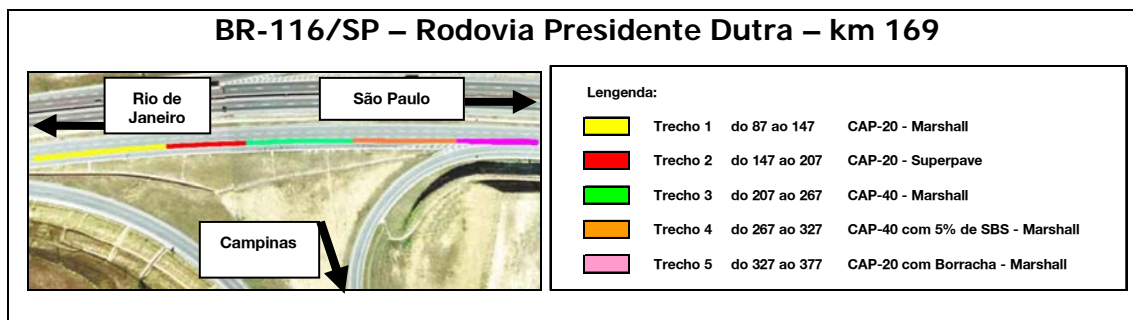 BR-116/SP – Rodovia Presidente Dutra – km 169
Rio de
Janeiro
São Paulo
Campinas
Lengenda:
Trecho 1 do 87 ao 147 CAP-20 - Marshall
Trecho 2 do 147 ao 207 CAP-20 - Superpave
Trecho 3 do 207 ao 267 CAP-40 - Marshall
Trecho 4 do 267 ao 327 CAP-40 com 5% de SBS - Marshall
Trecho 5 do 327 ao 377 CAP-20 com Borracha - Marshall